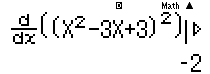 D Math ▲
d/dx((X²-3X+3)²)|▷
-2